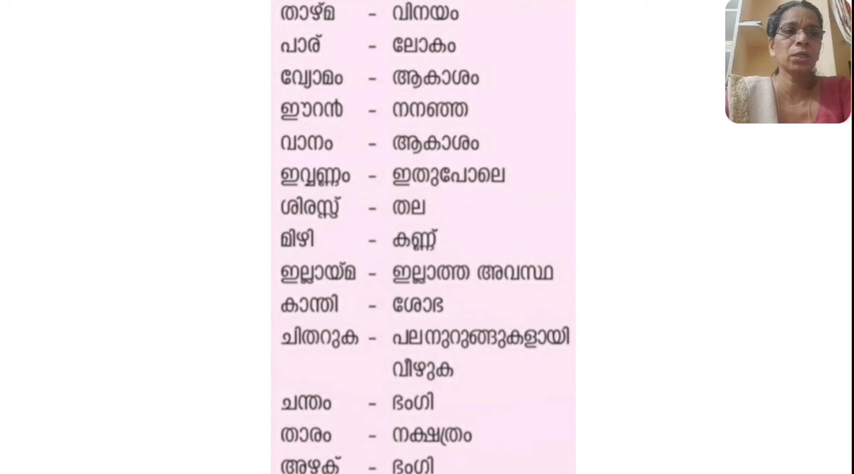 താഴ്മ - വിനയം
പാര് - ലോകം
വ്യോമം - ആകാശം
ഈറൻ - നനഞ്ഞ
വാനം - ആകാശം
ഇവ്വണ്ണം - ഇതുപോലെ
ശിരസ്സ് - തല
മിഴി - കണ്ണ്
ഇല്ലായ്മ - ഇല്ലാത്ത അവസ്ഥ
കാന്തി - ശോഭ
ചിതറുക - പലനുറുങ്ങുകളായി
വീഴുക
ചന്തം - ഭംഗി
താരം - നക്ഷത്രം
അഴക് - ഭംഗി